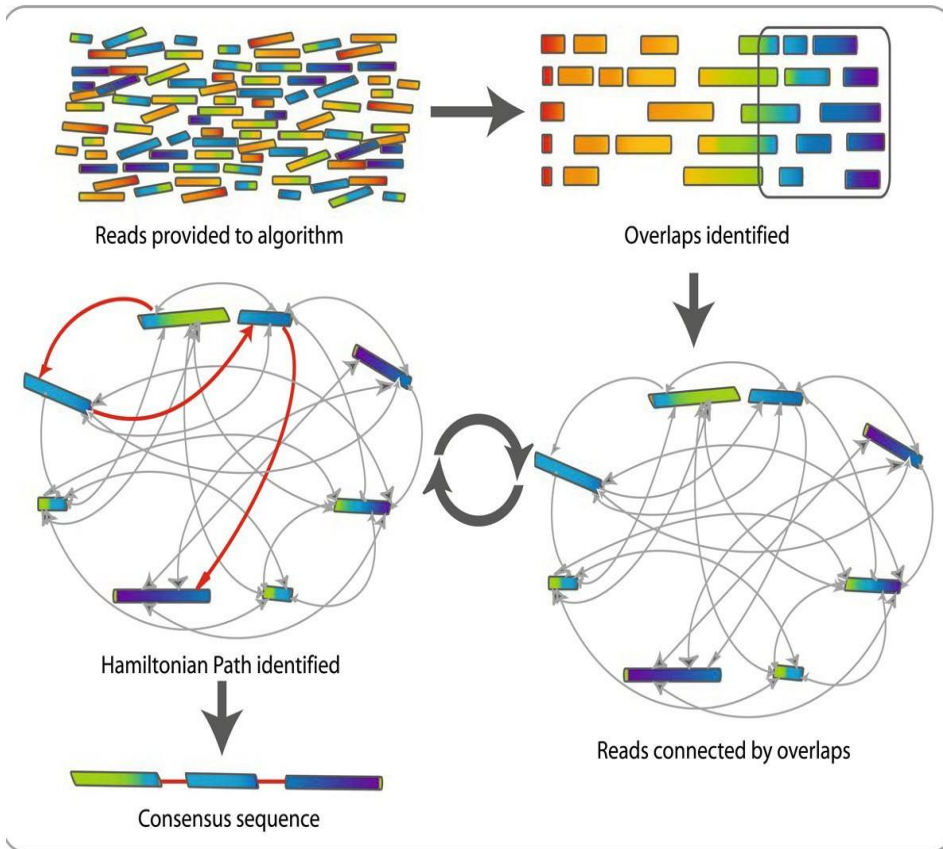 Reads provided to algorithm
Overlaps identified
Hamiltonian Path identified
Reads connected by overlaps
Consensus sequence